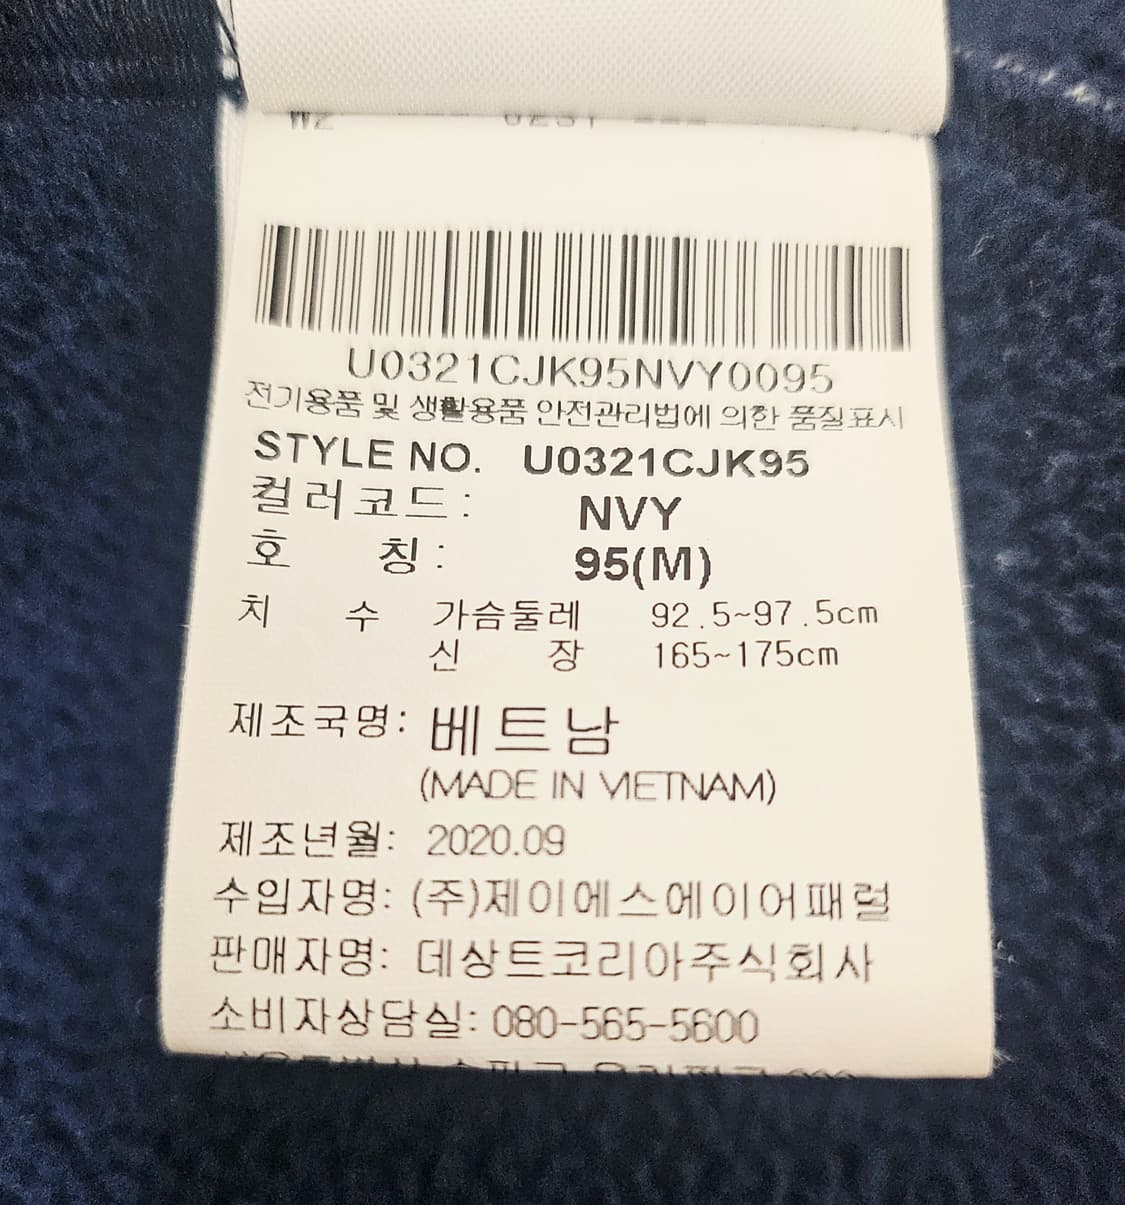 U0321CJK95NVY0095
전기용품 및 생활용품 안전관리법에 의한 품질표시
STYLE NO. U0321CJK95
컬러코드: NVY
호 칭: 95(M)
치 수 가슴둘레 92.5~97.5cm
신 장 165~175cm
제조국명: 베트남
(MADE IN VIETNAM)
제조년월: 2020.09
수입자명: (주)제이에스에이어패럴
판매자명: 데상트코리아주식회사
소비자상담실: 080-565-5600